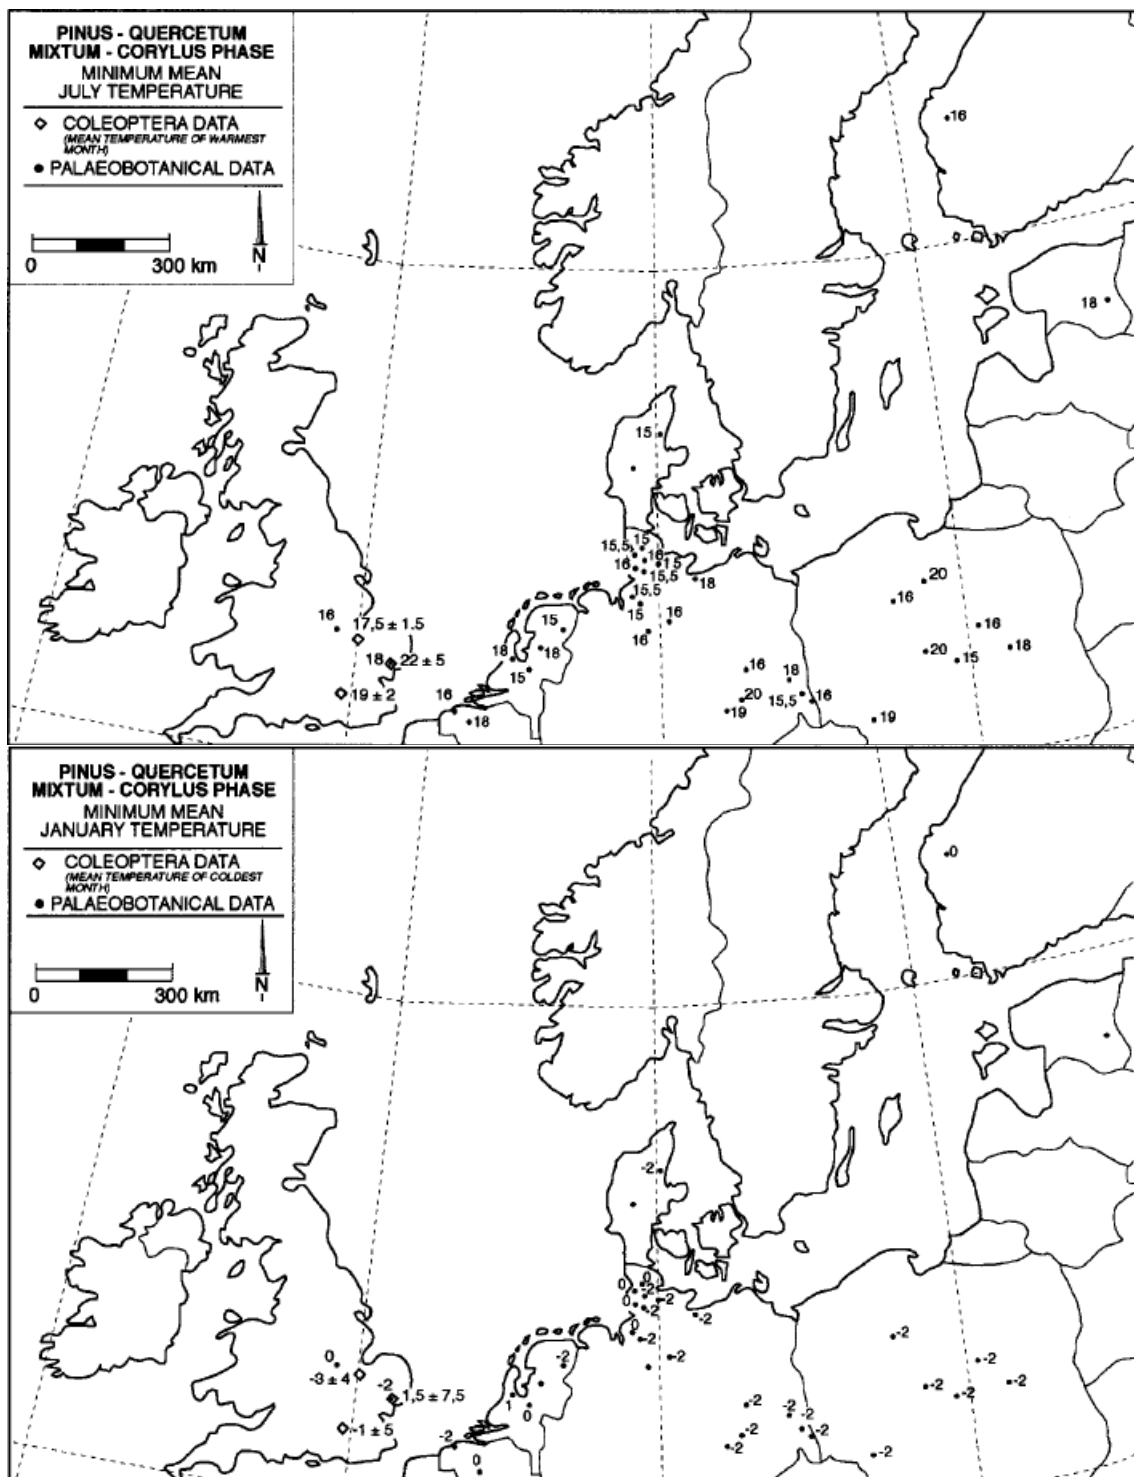 PINUS - QUERCETUM
MIXTUM - CORYLUS PHASE
MINIMUM MEAN
JULY TEMPERATURE
COLEOPTERA DATA
(MEAN TEMPERATURE OF WARMEST
MONTH)
PALAEOBOTANICAL DATA
0 300 km
N
16
18
15
15,5
15
16
15
16
15,5
18
15,5
15
16
16
20
16
16
18
20
15
16
17,5 ± 1.5
18
22 ± 5
19 ± 2
15
18
18
15
16
18
16
18
20
19
15,5
16
19
PINUS - QUERCETUM
MIXTUM - CORYLUS PHASE
MINIMUM MEAN
JANUARY TEMPERATURE
COLEOPTERA DATA
(MEAN TEMPERATURE OF COLDEST
MONTH)
PALAEOBOTANICAL DATA
0 300 km
N
0
-2
0
0
-2
-2
0
-2
-2
0
-2
-2
-2
-2
-2
-2
-2
0
-3 ± 4
-2
1,5 ± 7,5
-1 ± 5
-2
1
0
-2
0
-2
-2
-2
-2
-2
-2
-2